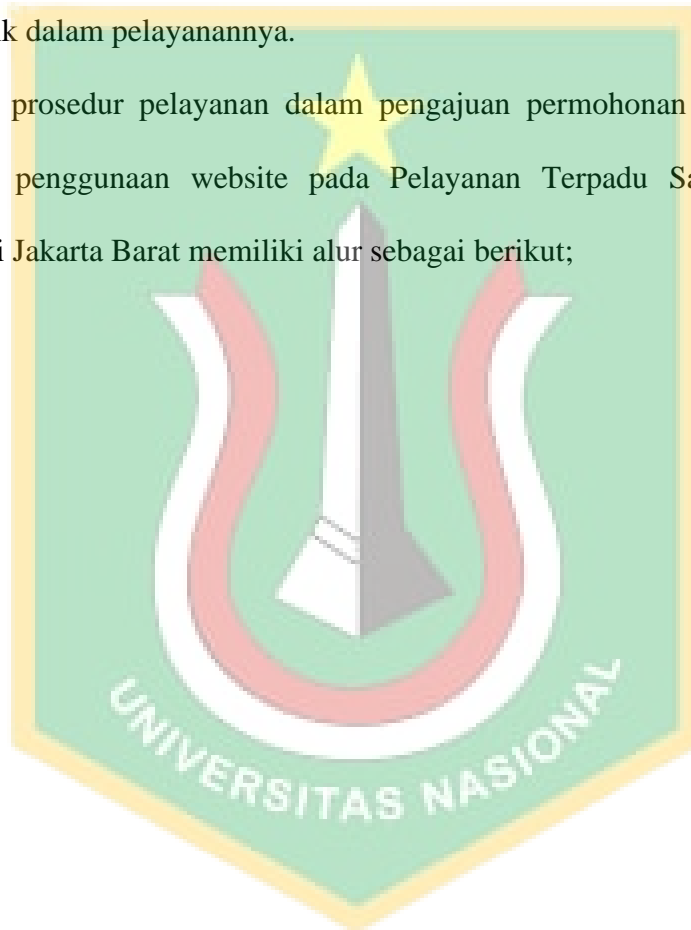 k dalam pelayanannya.
prosedur pelayanan dalam pengajuan permohonan
penggunaan website pada Pelayanan Terpadu Sa
i Jakarta Barat memiliki alur sebagai berikut;
UNIVERSITAS NASIONAL